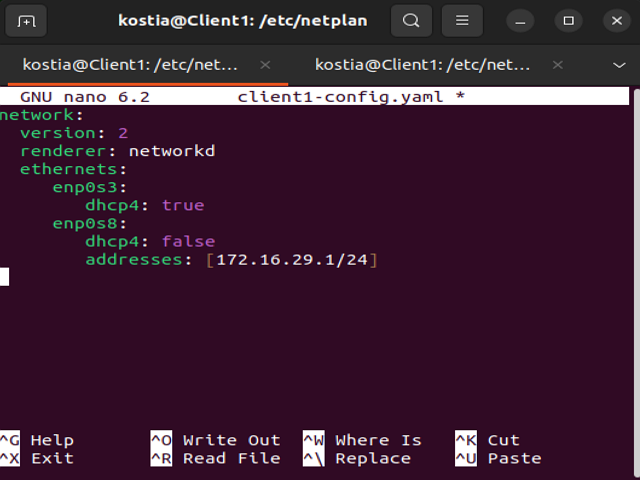 kostia@Client1: /etc/netplan
kostia@Client1: /etc/net... × kostia@Client1: /etc/net... ×
GNU nano 6.2 client1-config.yaml *
network:
  version: 2
  renderer: networkd
  ethernets:
     enp0s3:
        dhcp4: true
     enp0s8:
        dhcp4: false
        addresses: [172.16.29.1/24]
^G Help ^O Write Out ^W Where Is ^K Cut
^X Exit ^R Read File ^\ Replace ^U Paste